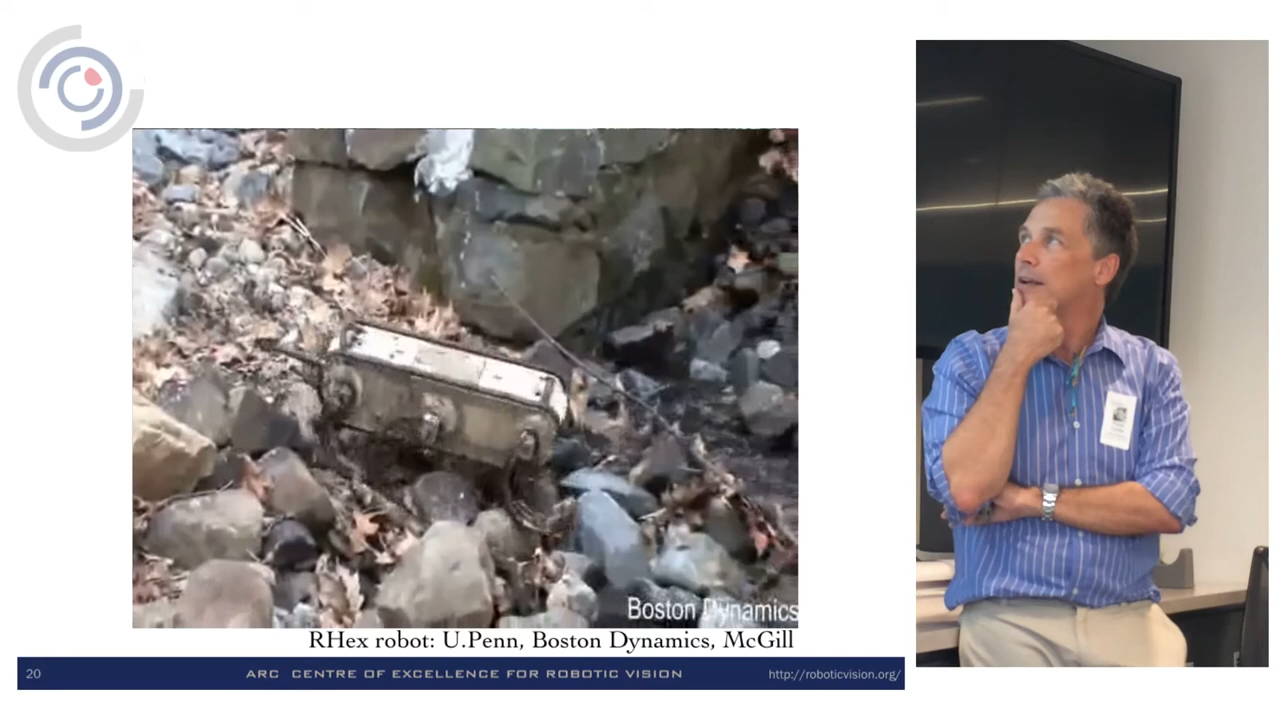 Boston Dynamics
RHex robot: U.Penn, Boston Dynamics, McGill
20
ARC CENTRE OF EXCELLENCE FOR ROBOTIC VISION
http://roboticvision.org/